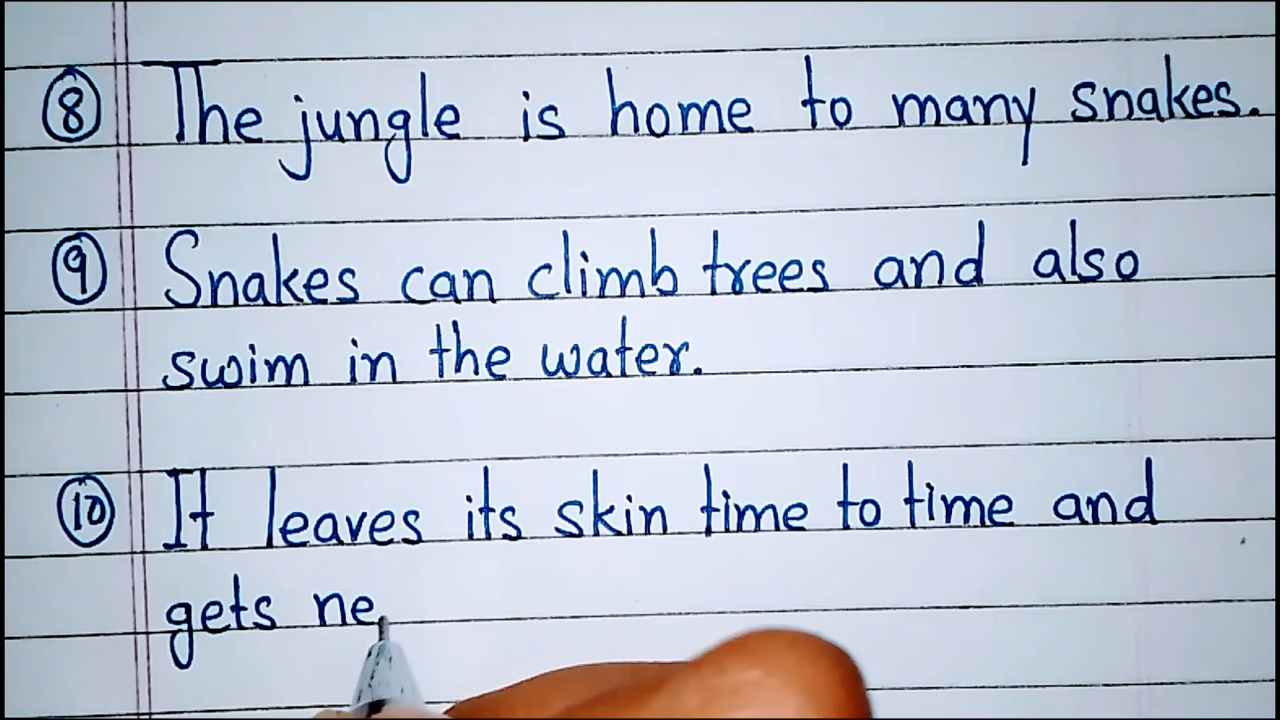 ⑧ The jungle is home to many snakes.
⑨ Snakes can climb trees and also
swim in the water.
⑩ It leaves its skin time to time and
gets ne